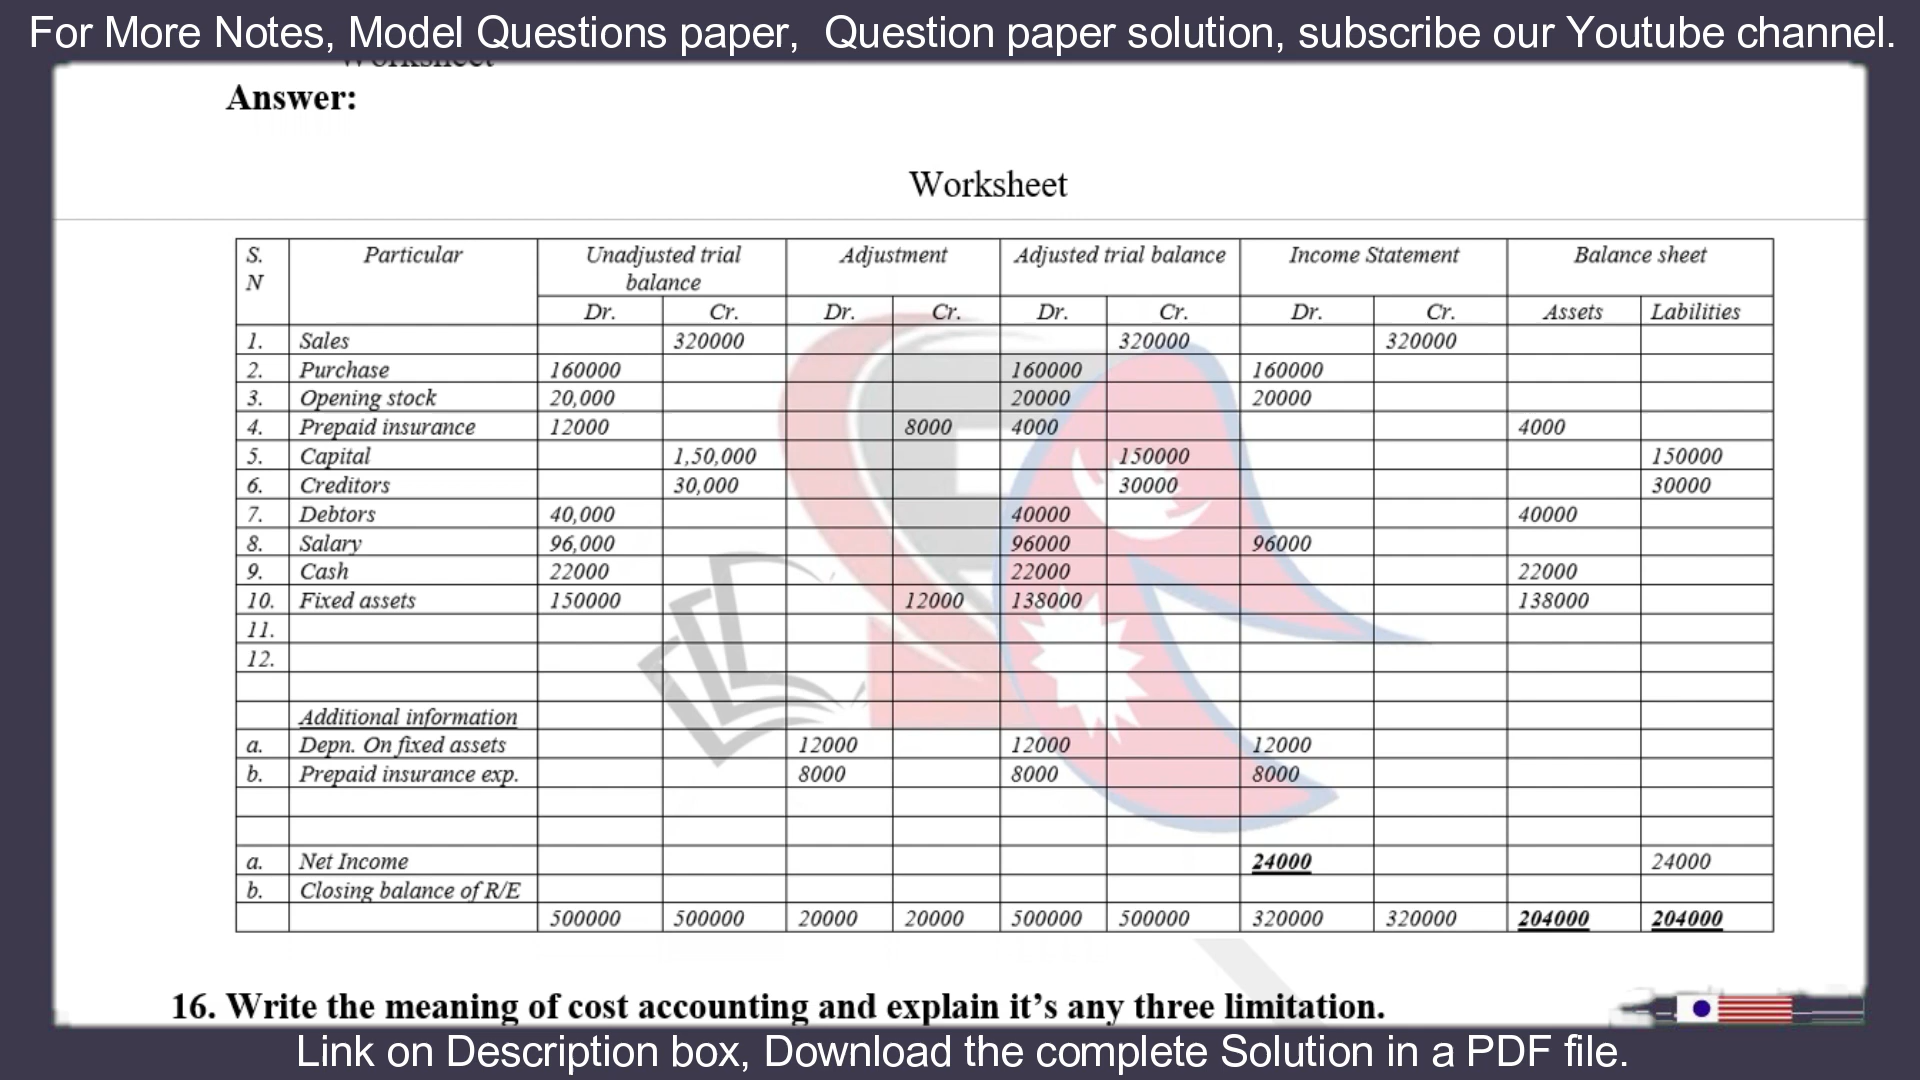 For More Notes, Model Questions paper,  Question paper solution, subscribe our Youtube channel.
Worksheet
Answer:
Worksheet
S. N Particular Unadjusted trial balance Adjustment Adjusted trial balance Income Statement Balance sheet
Dr. Cr. Dr. Cr. Dr. Cr. Dr. Cr. Assets Labilities
1. Sales 320000 320000 320000
2. Purchase 160000 160000 160000
3. Opening stock 20,000 20000 20000
4. Prepaid insurance 12000 8000 4000 4000
5. Capital 1,50,000 150000 150000
6. Creditors 30,000 30000 30000
7. Debtors 40,000 40000 40000
8. Salary 96,000 96000 96000
9. Cash 22000 22000 22000
10. Fixed assets 150000 12000 138000 138000
11.
12.
Additional information
a. Depn. On fixed assets 12000 12000 12000
b. Prepaid insurance exp. 8000 8000 8000
a. Net Income 24000 24000
b. Closing balance of R/E
500000 500000 20000 20000 500000 500000 320000 320000 204000 204000
16. Write the meaning of cost accounting and explain it’s any three limitation.
Link on Description box, Download the complete Solution in a PDF file.